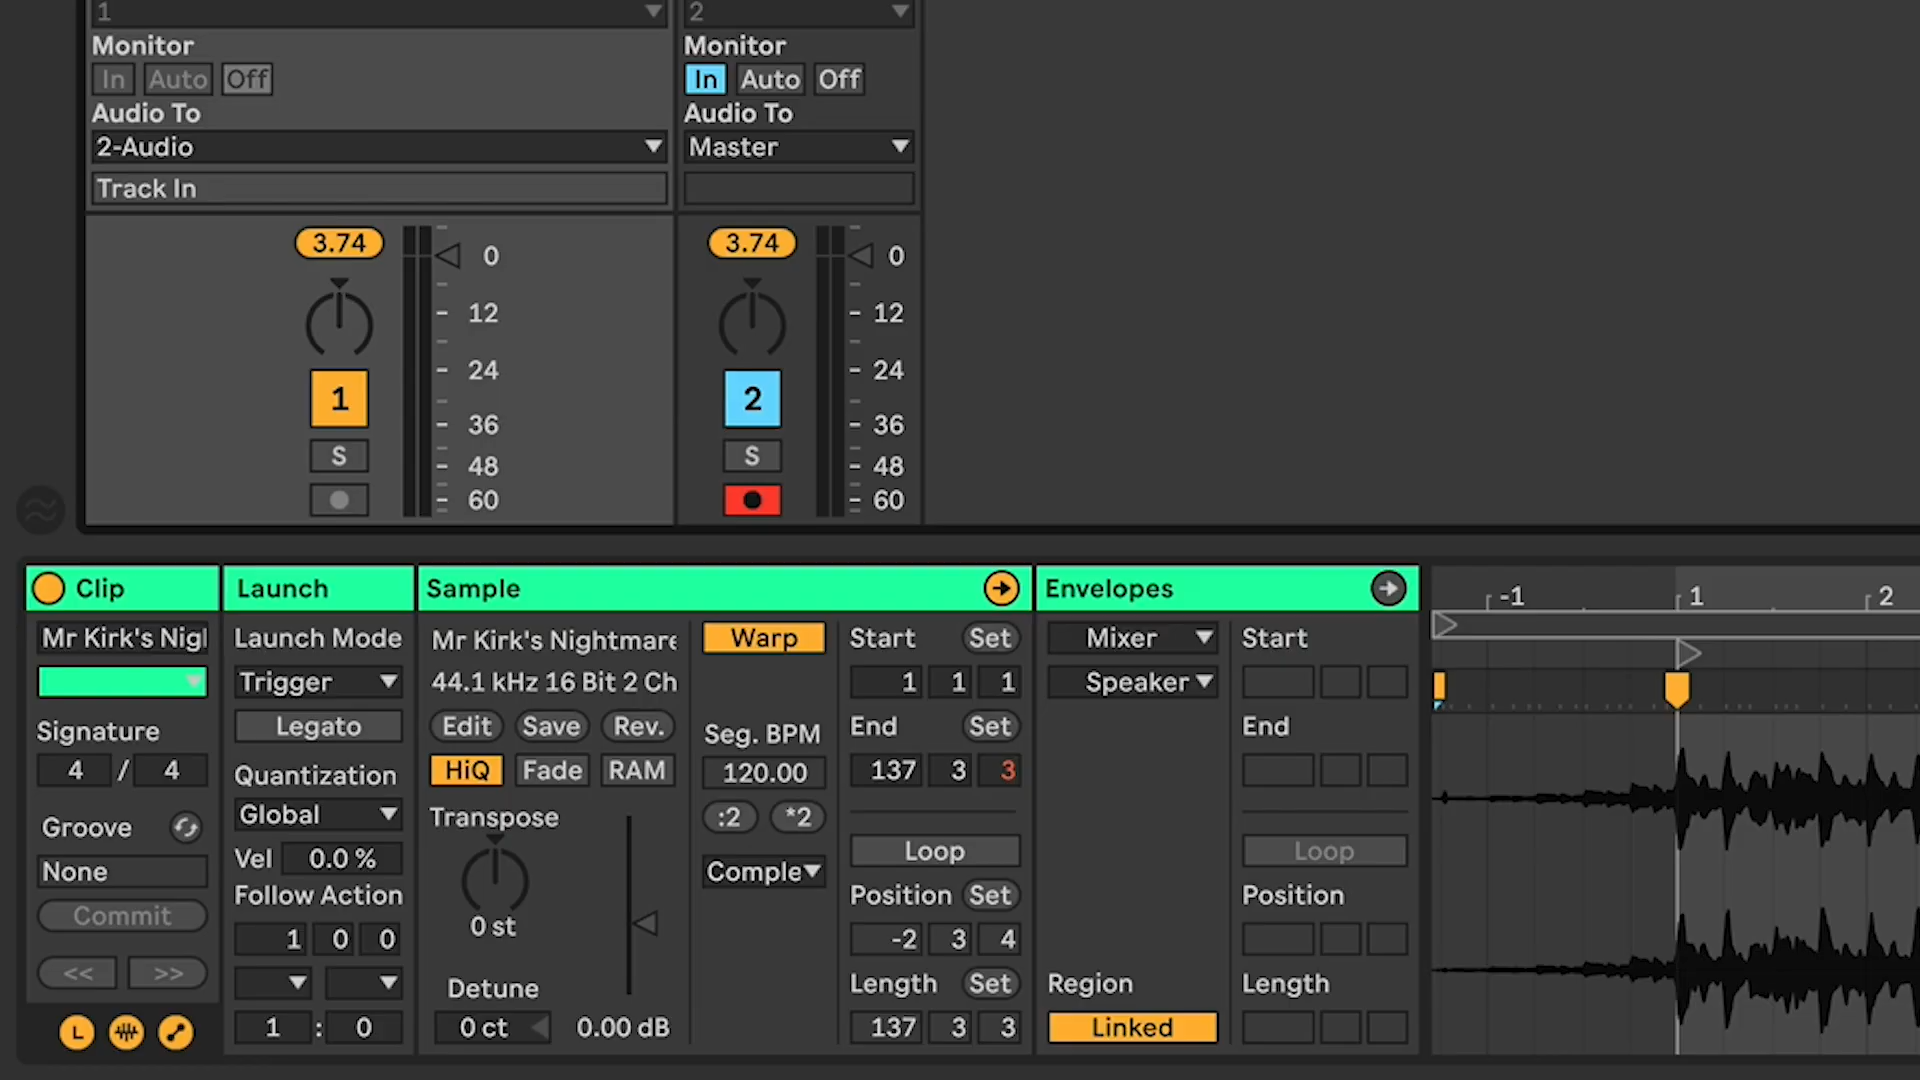 1
2
Monitor
Monitor
In Auto Off
In Auto Off
Audio To
Audio To
2-Audio
Master
Track In
3.74
0
12
24
36
48
60
1
S
3.74
0
12
24
36
48
60
2
S
Clip
Mr Kirk's Nig
Signature
4 / 4
Groove
None
Commit
<< >>
L
Launch
Launch Mode
Trigger
Legato
Quantization
Global
Vel 0.0 %
Follow Action
1 0 0
1 : 0
Sample
Mr Kirk's Nightmare
44.1 kHz 16 Bit 2 Ch
Edit Save Rev.
HiQ Fade RAM
Transpose
0 st
Detune
0 ct 0.00 dB
Warp
Seg. BPM
120.00
:2 *2
Comple
Start Set
1 1 1
End Set
137 3 3
Loop
Position Set
-2 3 4
Length Set
137 3 3
Envelopes
Mixer
Speaker
Region
Linked
Start
End
Loop
Position
Length
-1 1 2